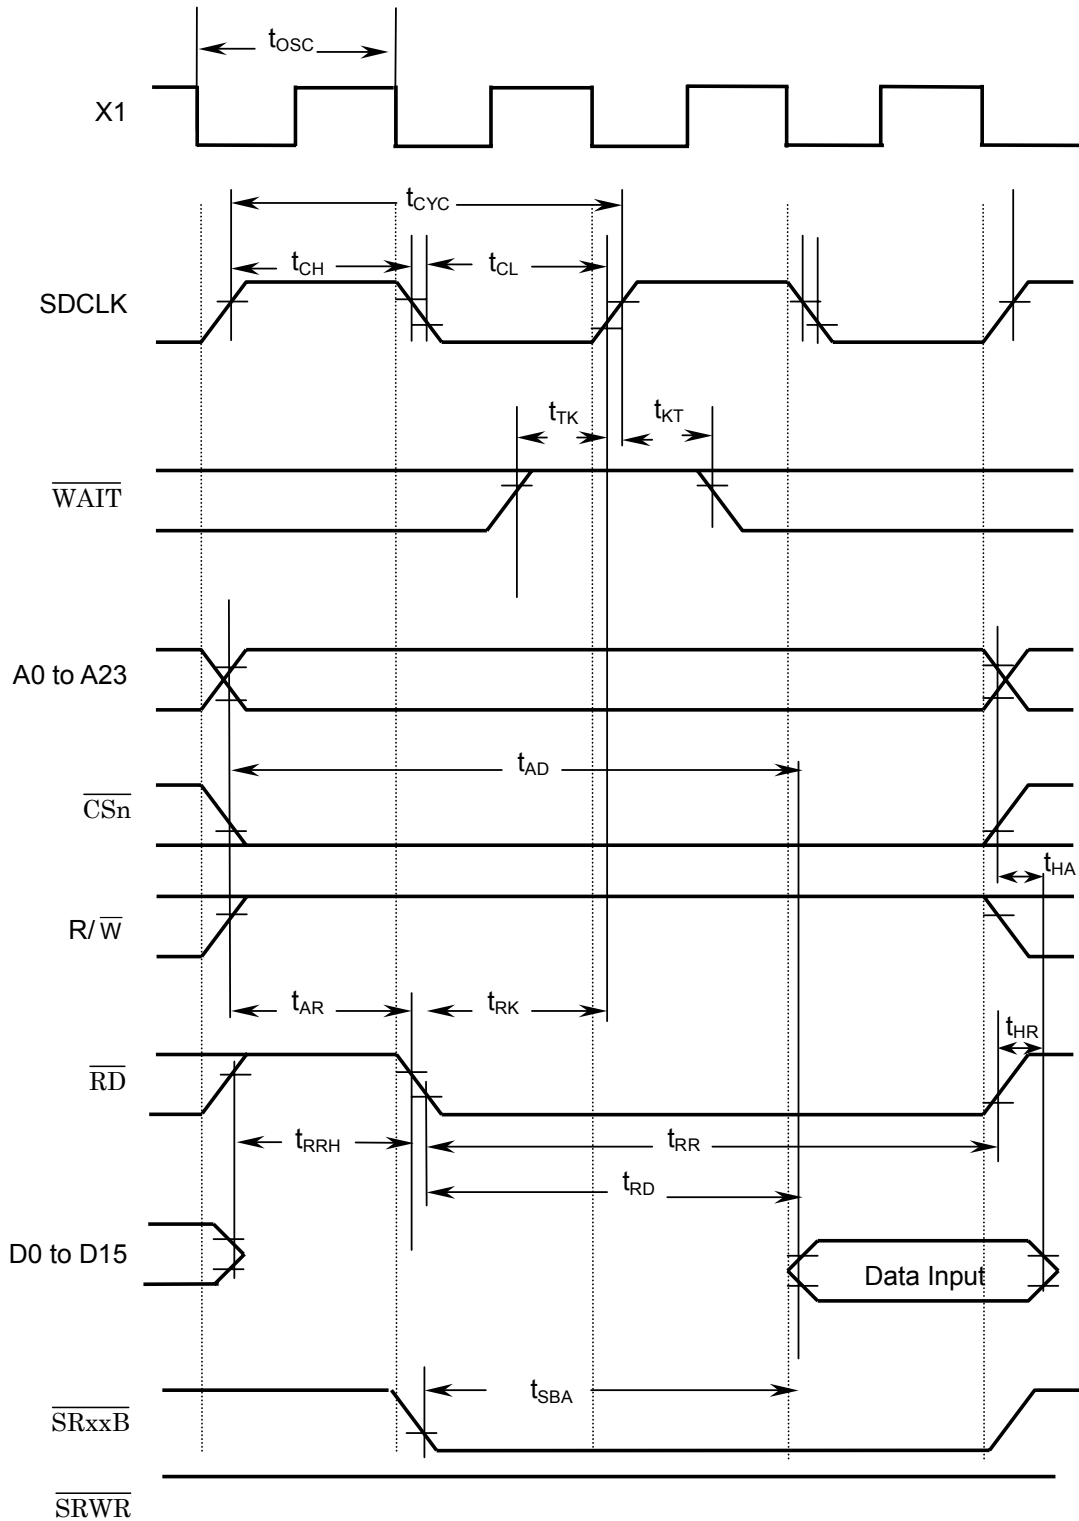 tOSC
X1
tCYC
tCH
tCL
SDCLK
tTK
tKT
WAIT
A0 to A23
tAD
CSn
tHA
R/ W
tAR
tRK
tHR
RD
tRRH
tRR
tRD
D0 to D15
Data Input
tSBA
SRxxB
SRWR